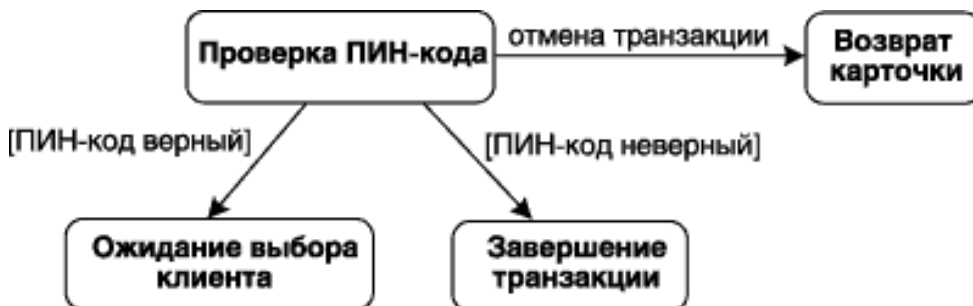 Проверка ПИН-кода
отмена транзакции
Возврат
карточки
[ПИН-код верный]
[ПИН-код неверный]
Ожидание выбора
клиента
Завершение
транзакции